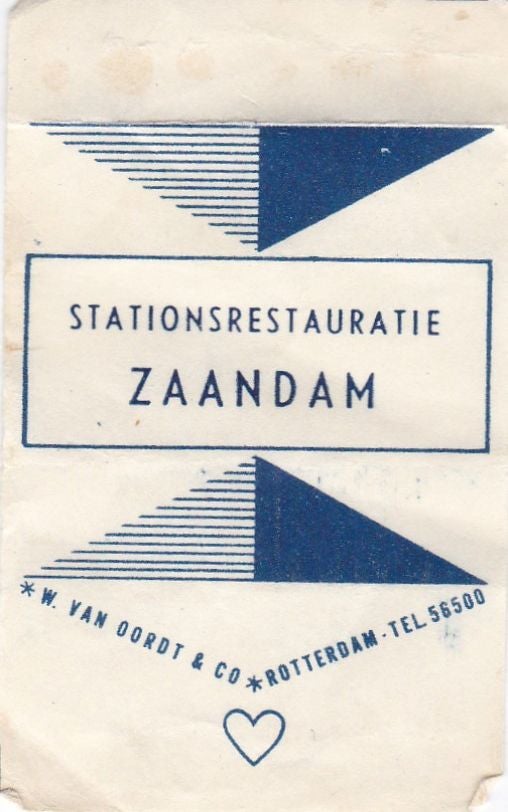 STATIONSRESTAURATIE
ZAANDAM
* W. VAN OORDT & CO * ROTTERDAM - TEL. 56500